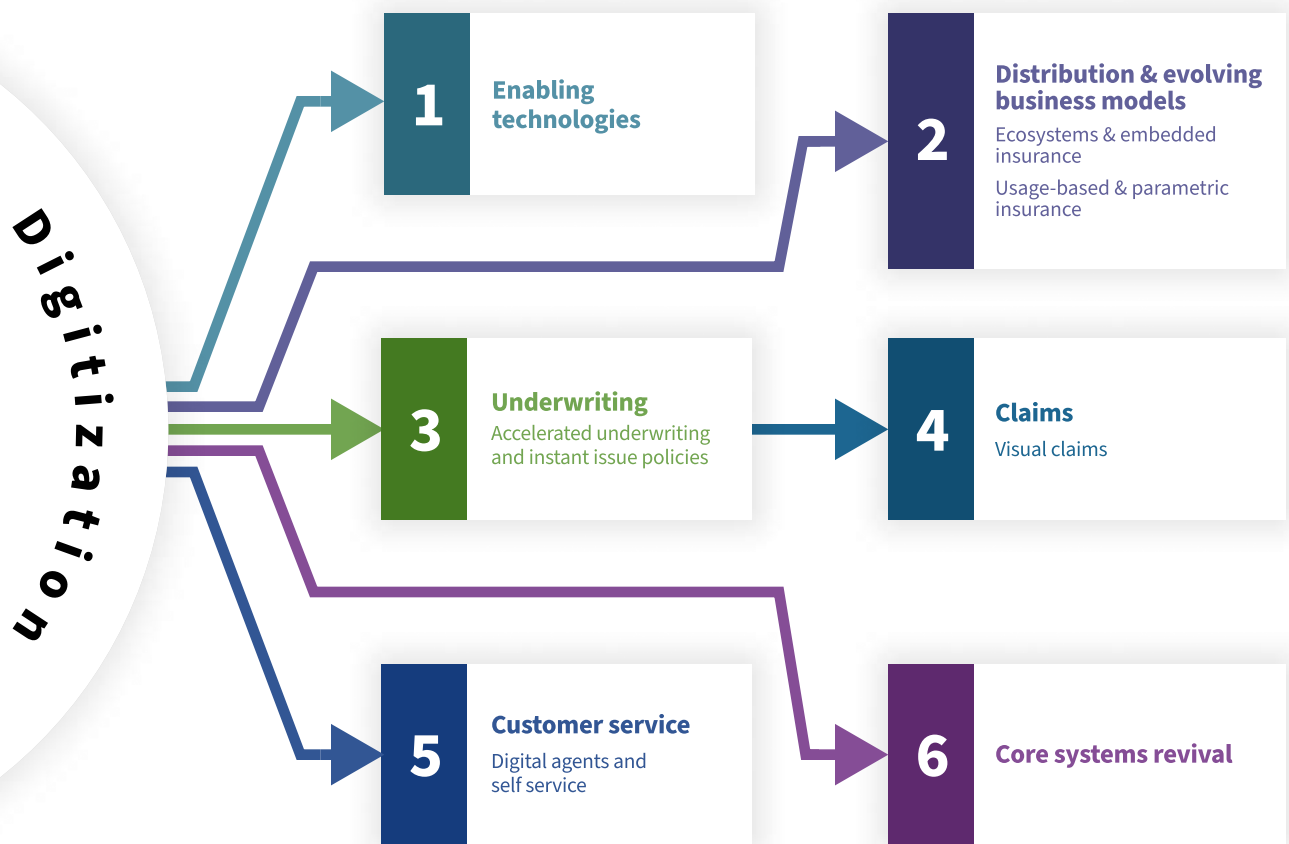 Digitization
1
Enabling
technologies
2
Distribution & evolving
business models
Ecosystems & embedded
insurance
Usage-based & parametric
insurance
3
Underwriting
Accelerated underwriting
and instant issue policies
4
Claims
Visual claims
5
Customer service
Digital agents and
self service
6
Core systems revival